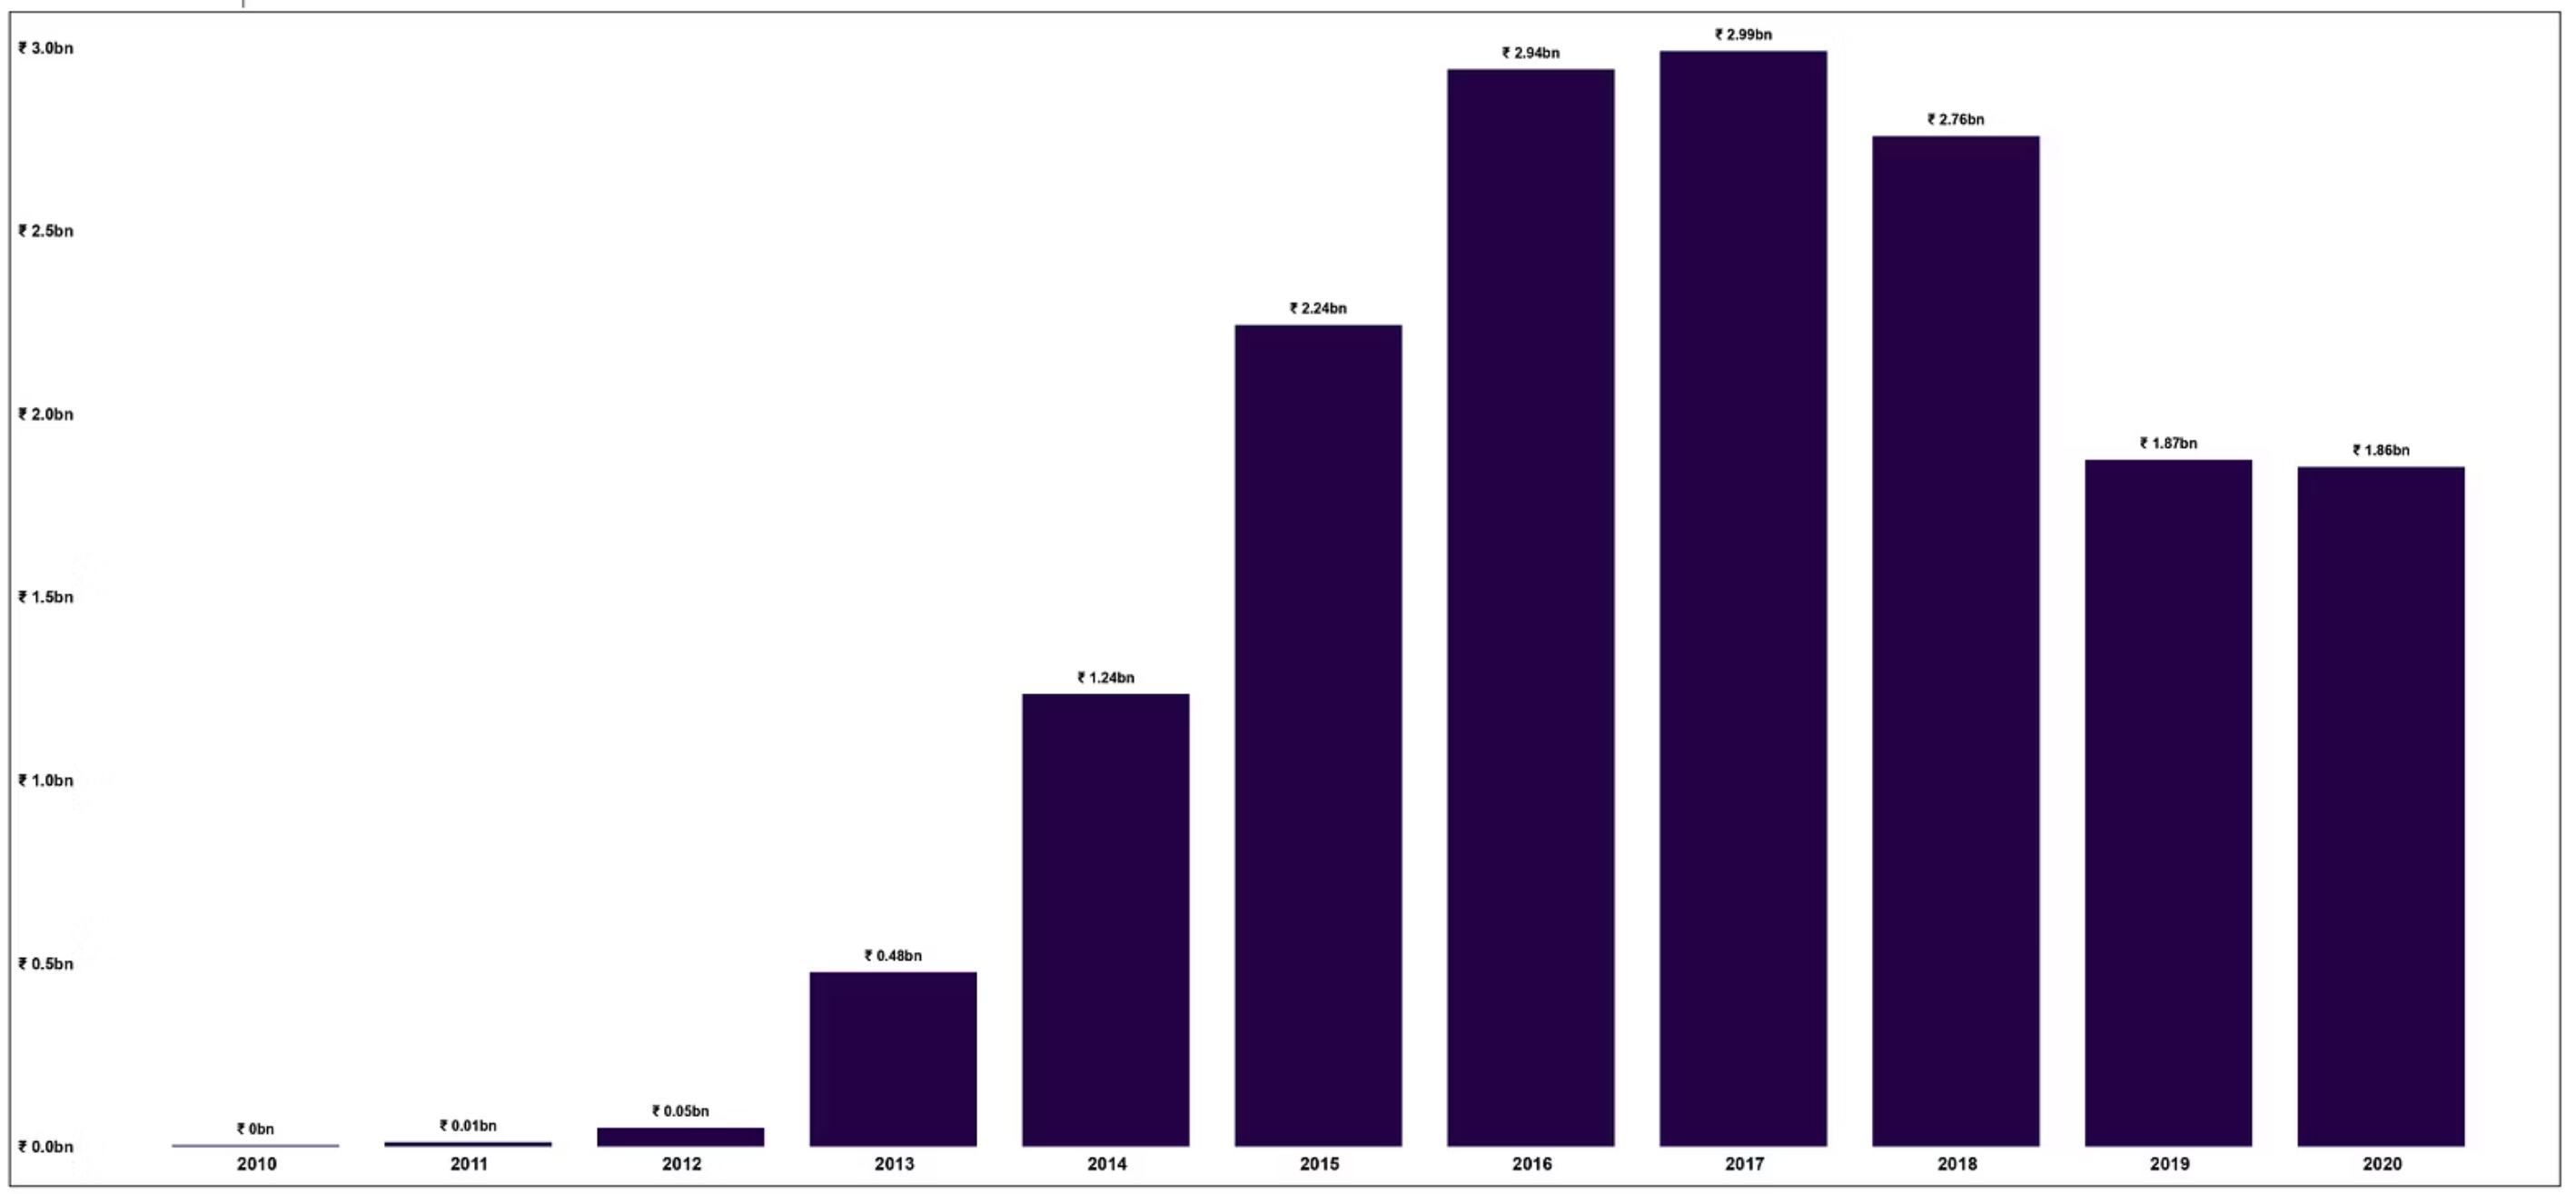 ₹ 3.0bn
₹ 2.5bn
₹ 2.0bn
₹ 1.5bn
₹ 1.0bn
₹ 0.5bn
₹ 0.0bn
₹ 0bn
₹ 0.01bn
₹ 0.05bn
₹ 0.48bn
₹ 1.24bn
₹ 2.24bn
₹ 2.94bn
₹ 2.99bn
₹ 2.76bn
₹ 1.87bn
₹ 1.86bn
2010 2011 2012 2013 2014 2015 2016 2017 2018 2019 2020